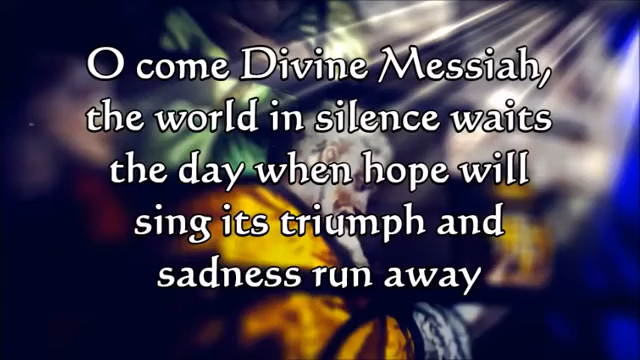 O come Divine Messiah,
the world in silence waits
the day when hope will
sing its triumph and
sadness run away